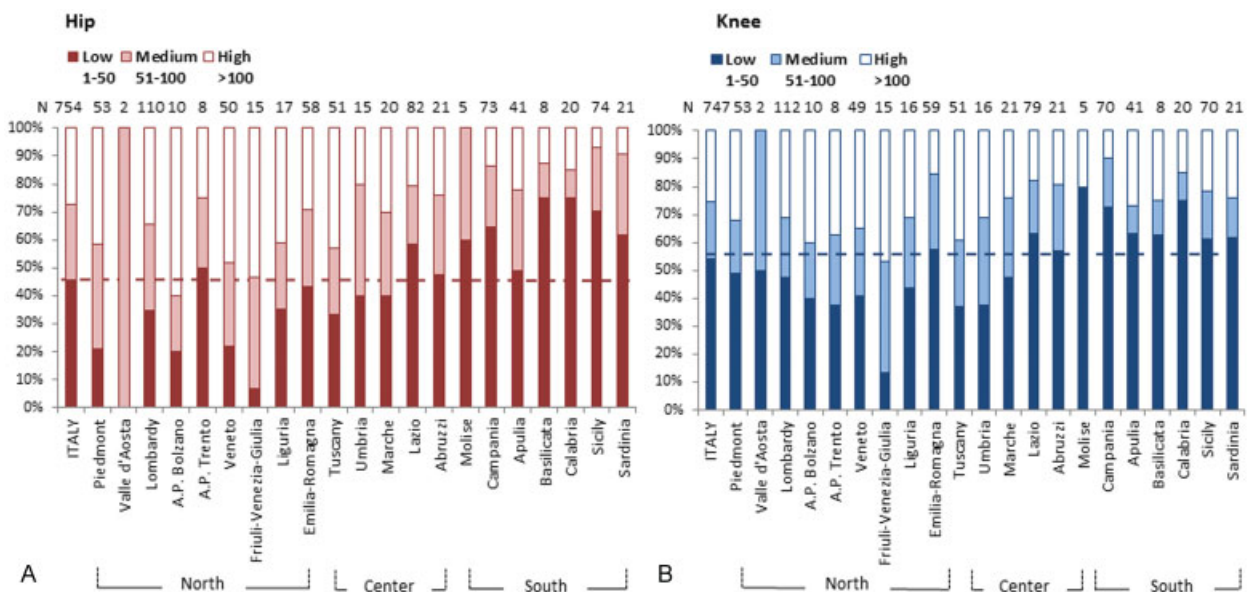 Hip
Low Medium High
1-50 51-100 >100
N 754 53 2 110 10 8 50 15 17 58 51 15 20 82 21 5 73 41 8 20 74 21
100%
90%
80%
70%
60%
50%
40%
30%
20%
10%
0%
ITALY
Piedmont
Valle d'Aosta
Lombardy
A.P. Bolzano
A.P. Trento
Veneto
Friuli-Venezia-Giulia
Liguria
Emilia-Romagna
Tuscany
Umbria
Marche
Lazio
Abruzzi
Molise
Campania
Apulia
Basilicata
Calabria
Sicily
Sardinia
A
North
Center
South
Knee
Low Medium High
1-50 51-100 >100
N 747 53 2 112 10 8 49 15 16 59 51 16 21 79 21 5 70 41 8 20 70 21
100%
90%
80%
70%
60%
50%
40%
30%
20%
10%
0%
ITALY
Piedmont
Valle d'Aosta
Lombardy
A.P. Bolzano
A.P. Trento
Veneto
Friuli-Venezia-Giulia
Liguria
Emilia-Romagna
Tuscany
Umbria
Marche
Lazio
Abruzzi
Molise
Campania
Apulia
Basilicata
Calabria
Sicily
Sardinia
B
North
Center
South